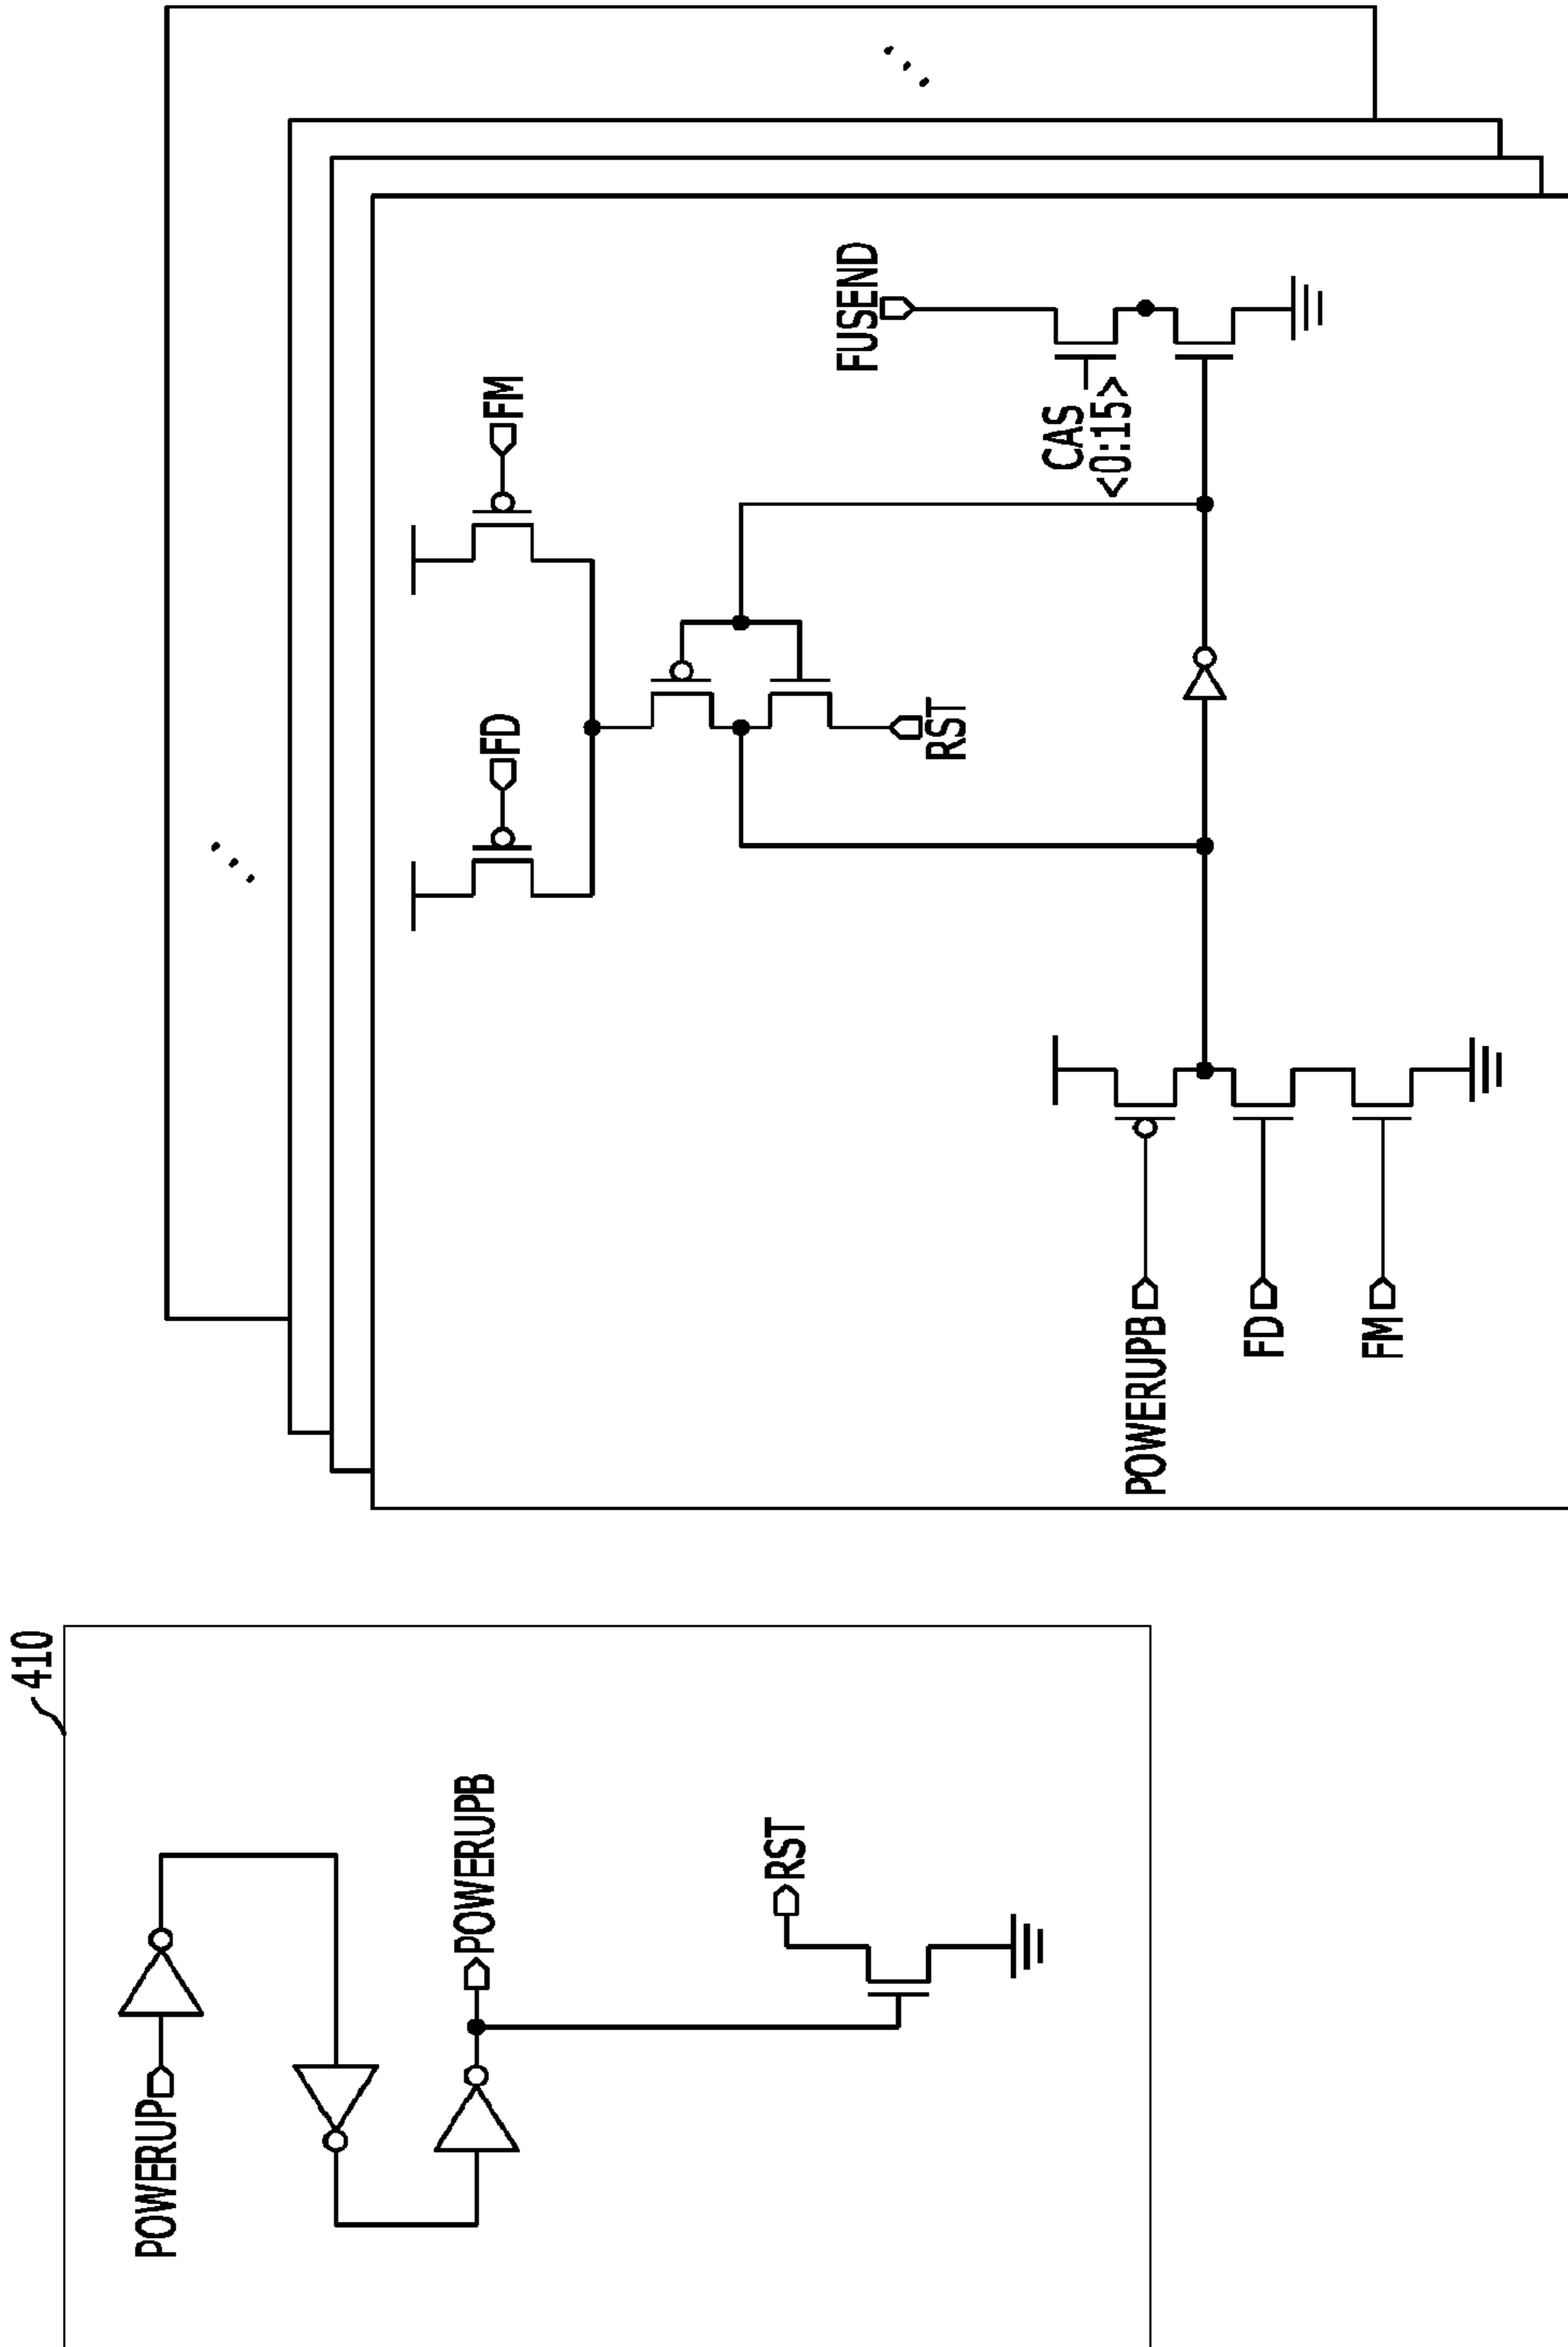 410
POWERUP
POWERUPB
RST
FD
FM
RST
FUSEND
CAS
<0:15>
POWERUPB
FD
FM